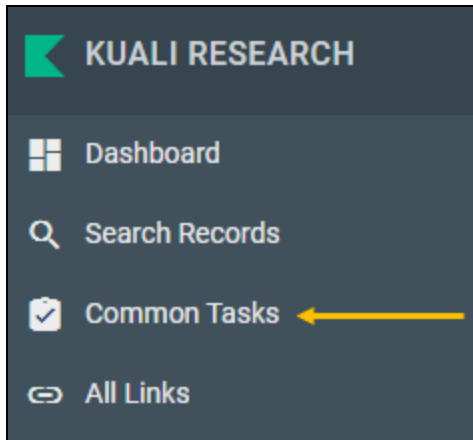 KUALI RESEARCH
Dashboard
Search Records
Common Tasks
All Links